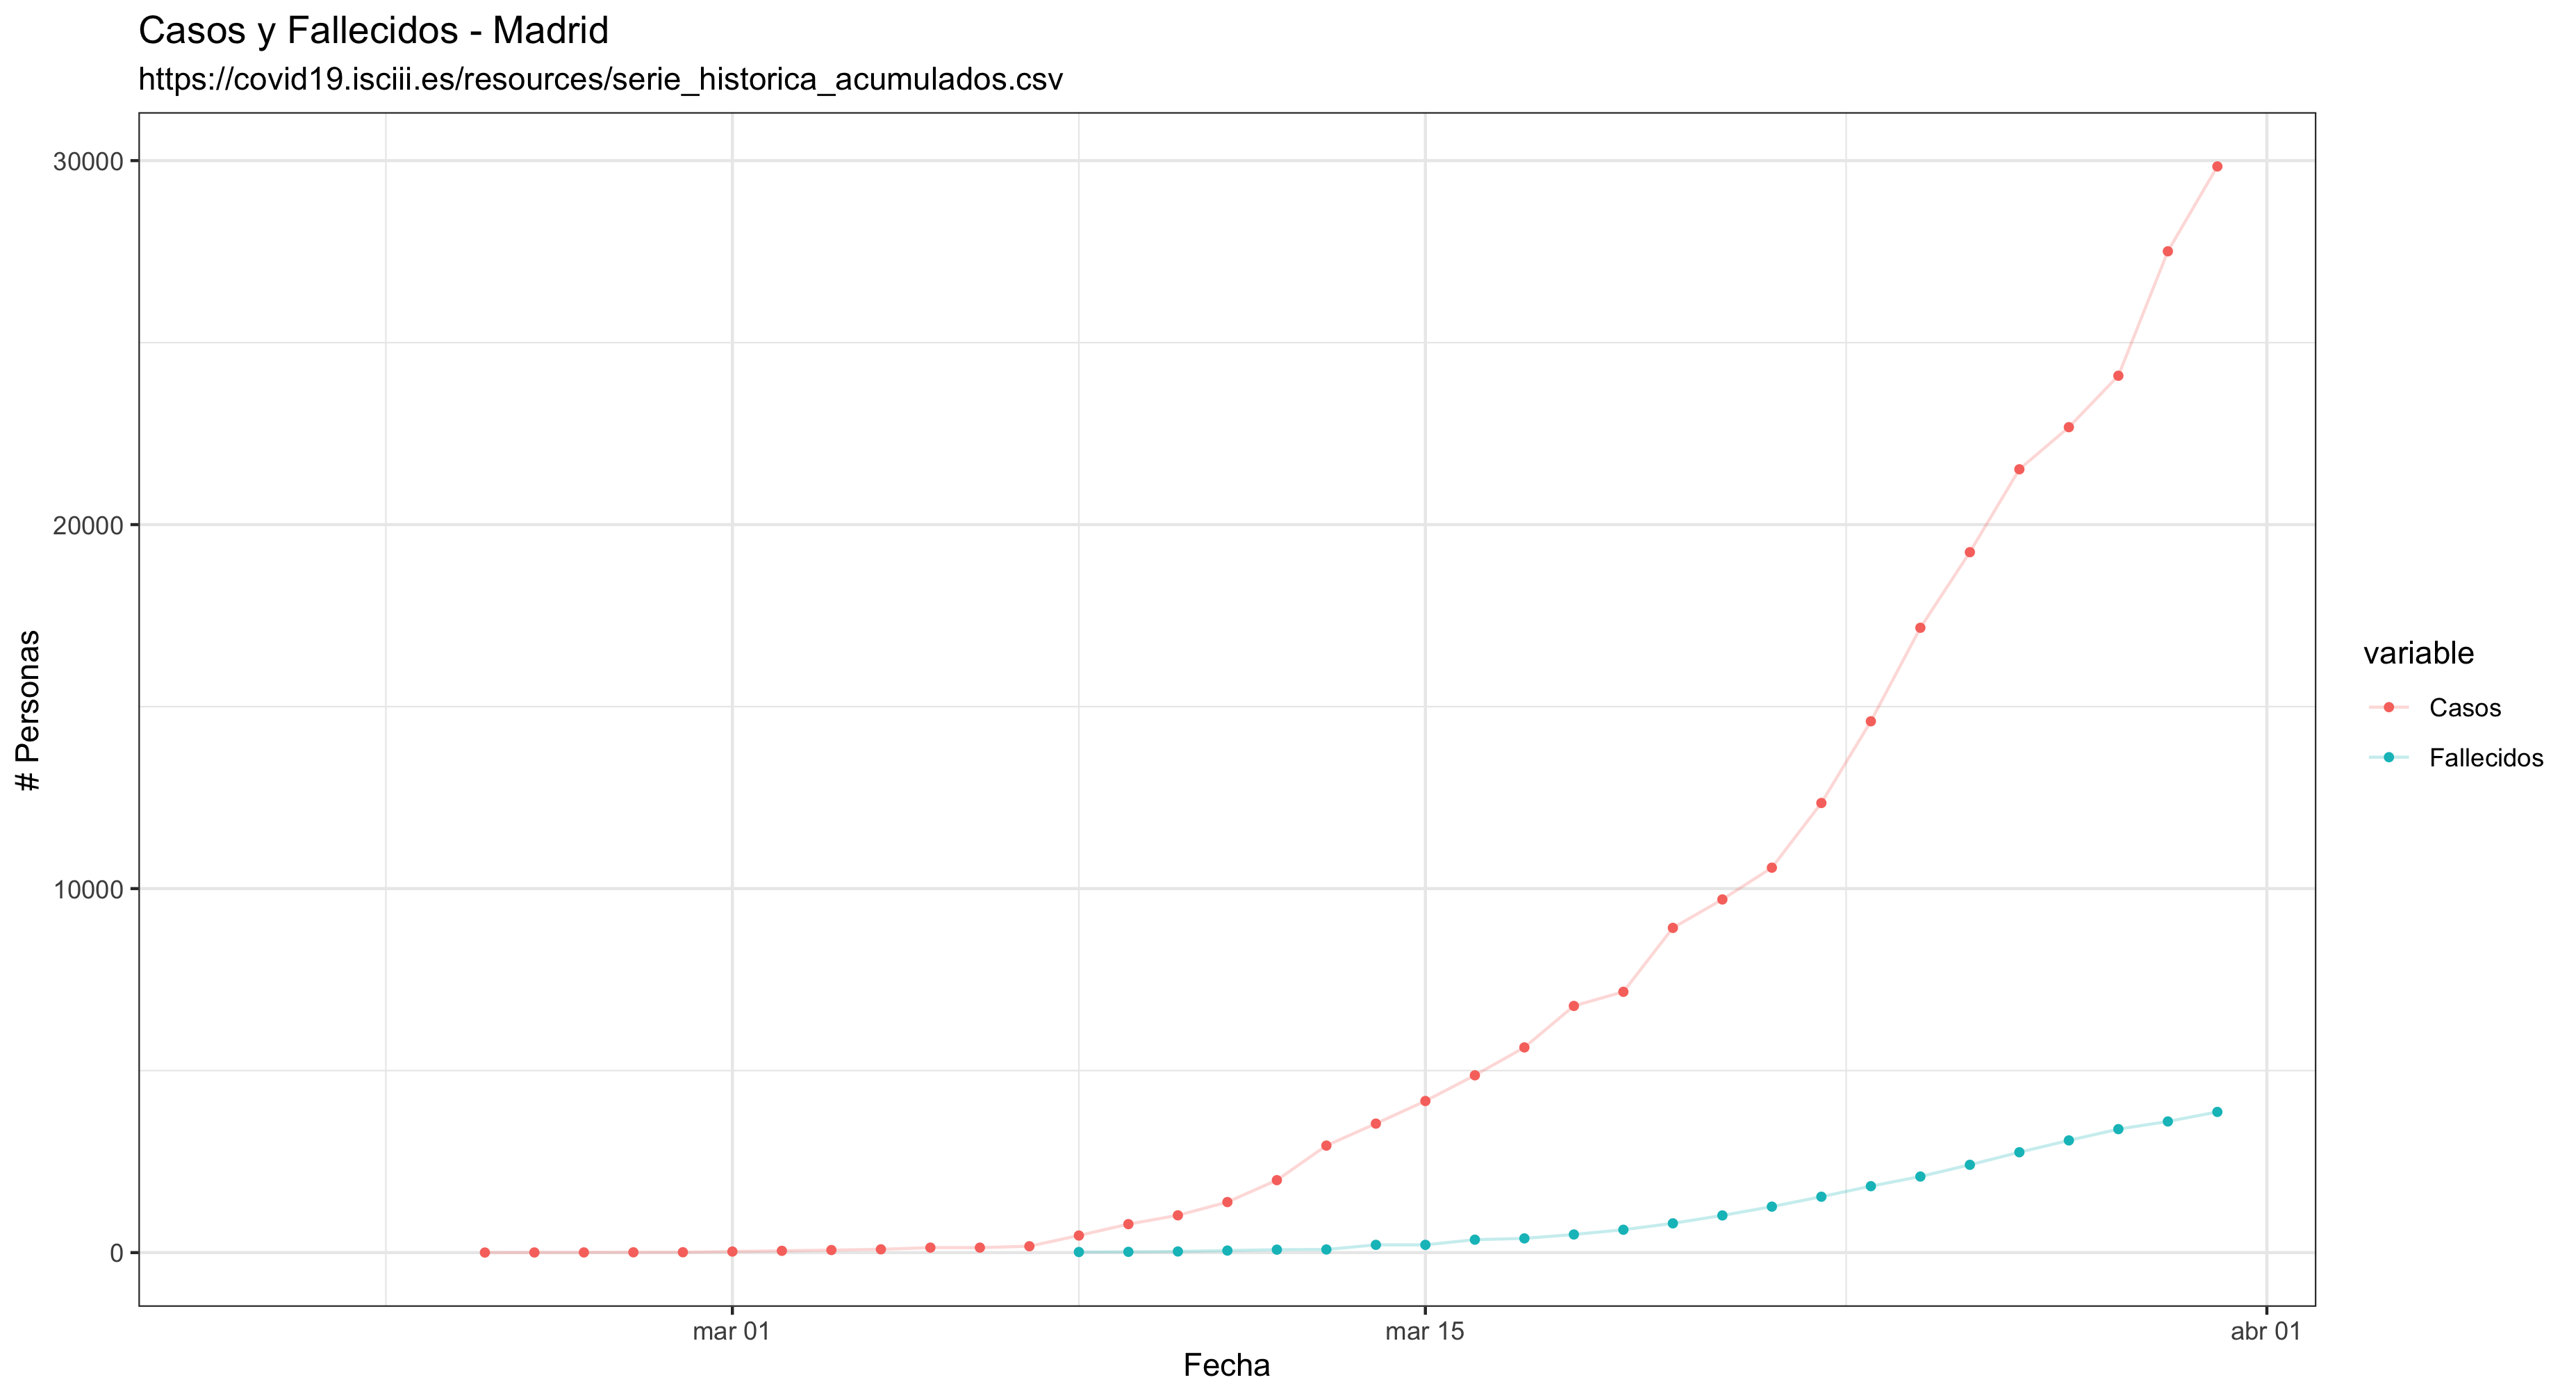 Casos y Fallecidos - Madrid
https://covid19.isciii.es/resources/serie_historica_acumulados.csv
30000
20000
10000
0
# Personas
mar 01
mar 15
abr 01
Fecha
variable
Casos
Fallecidos